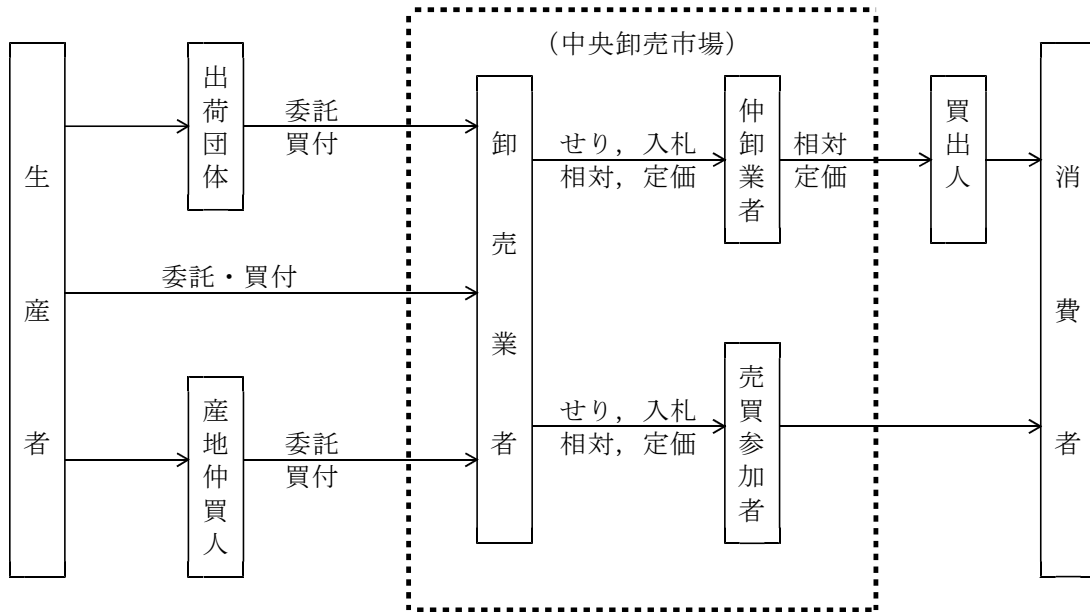 （中央卸売市場）
生産者
出荷団体
委託
買付
卸売業者
せり，入札
相対，定価
仲卸業者
相対
定価
買出人
消費者
委託・買付
産地仲買人
委託
買付
せり，入札
相対，定価
売買参加者